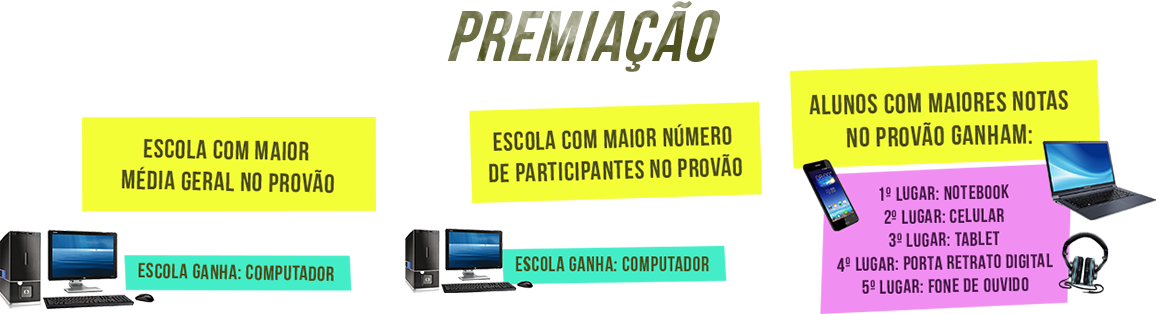 PREMIAÇÃO
ESCOLA COM MAIOR
MÉDIA GERAL NO PROVÃO
ESCOLA GANHA: COMPUTADOR
ESCOLA COM MAIOR NÚMERO
DE PARTICIPANTES NO PROVÃO
ESCOLA GANHA: COMPUTADOR
ALUNOS COM MAIORES NOTAS
NO PROVÃO GANHAM:
1º LUGAR: NOTEBOOK
2º LUGAR: CELULAR
3º LUGAR: TABLET
4º LUGAR: PORTA RETRATO DIGITAL
5º LUGAR: FONE DE OUVIDO